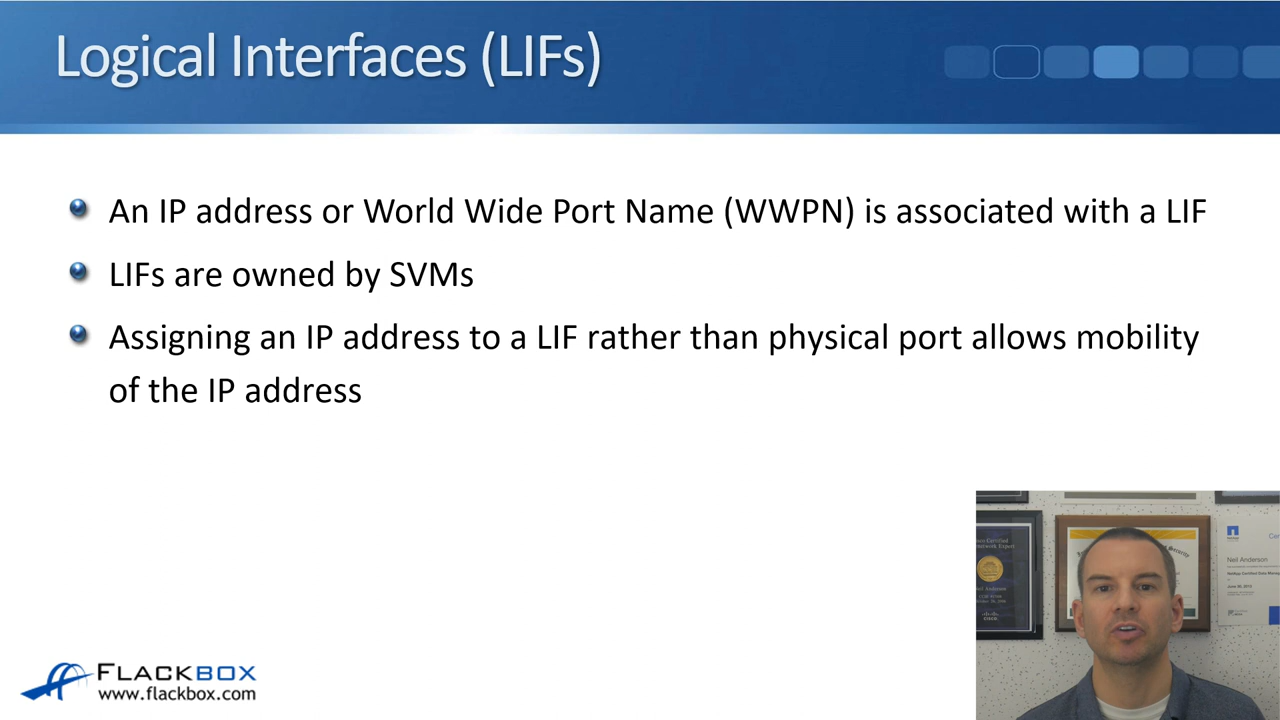 Logical Interfaces (LIFs)
An IP address or World Wide Port Name (WWPN) is associated with a LIF
LIFs are owned by SVMs
Assigning an IP address to a LIF rather than physical port allows mobility
of the IP address
FLACKBOX
www.flackbox.com
Neil Anderson